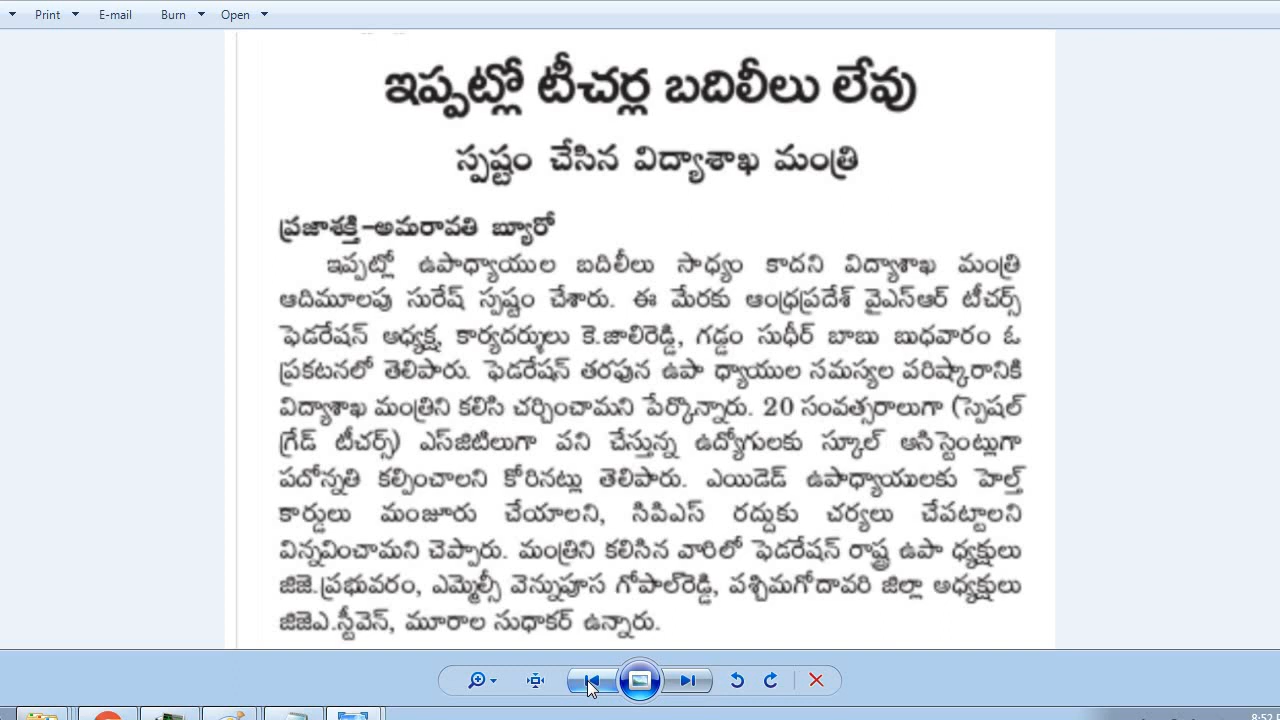 Print E-mail Burn Open
ఇప్పట్లో టీచర్ల బదిలీలు లేవు
స్పష్టం చేసిన విద్యాశాఖ మంత్రి
ప్రజాశక్తి-అమరావతి బ్యూరో
ఇప్పట్లో ఉపాధ్యాయుల బదిలీలు సాధ్యం కాదని విద్యాశాఖ మంత్రి
ఆదిమూలపు సురేష్ స్పష్టం చేశారు. ఈ మేరకు ఆంధ్రప్రదేశ్ వైఎస్ఆర్ టీచర్స్
ఫెడరేషన్ అధ్యక్ష, కార్యదర్శులు కె.జాలిరెడ్డి, గడ్డం సుధీర్ బాబు బుధవారం ఓ
ప్రకటనలో తెలిపారు. ఫెడరేషన్ తరఫున ఉపా ధ్యాయుల సమస్యల పరిష్కారానికి
విద్యాశాఖ మంత్రిని కలిసి చర్చించామని పేర్కొన్నారు. 20 సంవత్సరాలుగా (స్పెషల్
గ్రేడ్ టీచర్స్) ఎస్‌జిటిలుగా పని చేస్తున్న ఉద్యోగులకు స్కూల్ అసిస్టెంట్లుగా
పదోన్నతి కల్పించాలని కోరినట్లు తెలిపారు. ఎయిడెడ్ ఉపాధ్యాయులకు హెల్త్
కార్డులు మంజూరు చేయాలని, సిపిఎస్ రద్దుకు చర్యలు చేపట్టాలని
విన్నవించామని చెప్పారు. మంత్రిని కలిసిన వారిలో ఫెడరేషన్ రాష్ట్ర ఉపా ధ్యక్షులు
జిజె.ప్రభువరం, ఎమ్మెల్సీ వెన్నుపూస గోపాల్‌రెడ్డి, పశ్చిమగోదావరి జిల్లా అధ్యక్షులు
జిజెఎ.స్టీవెన్, మూరాల సుధాకర్ ఉన్నారు.